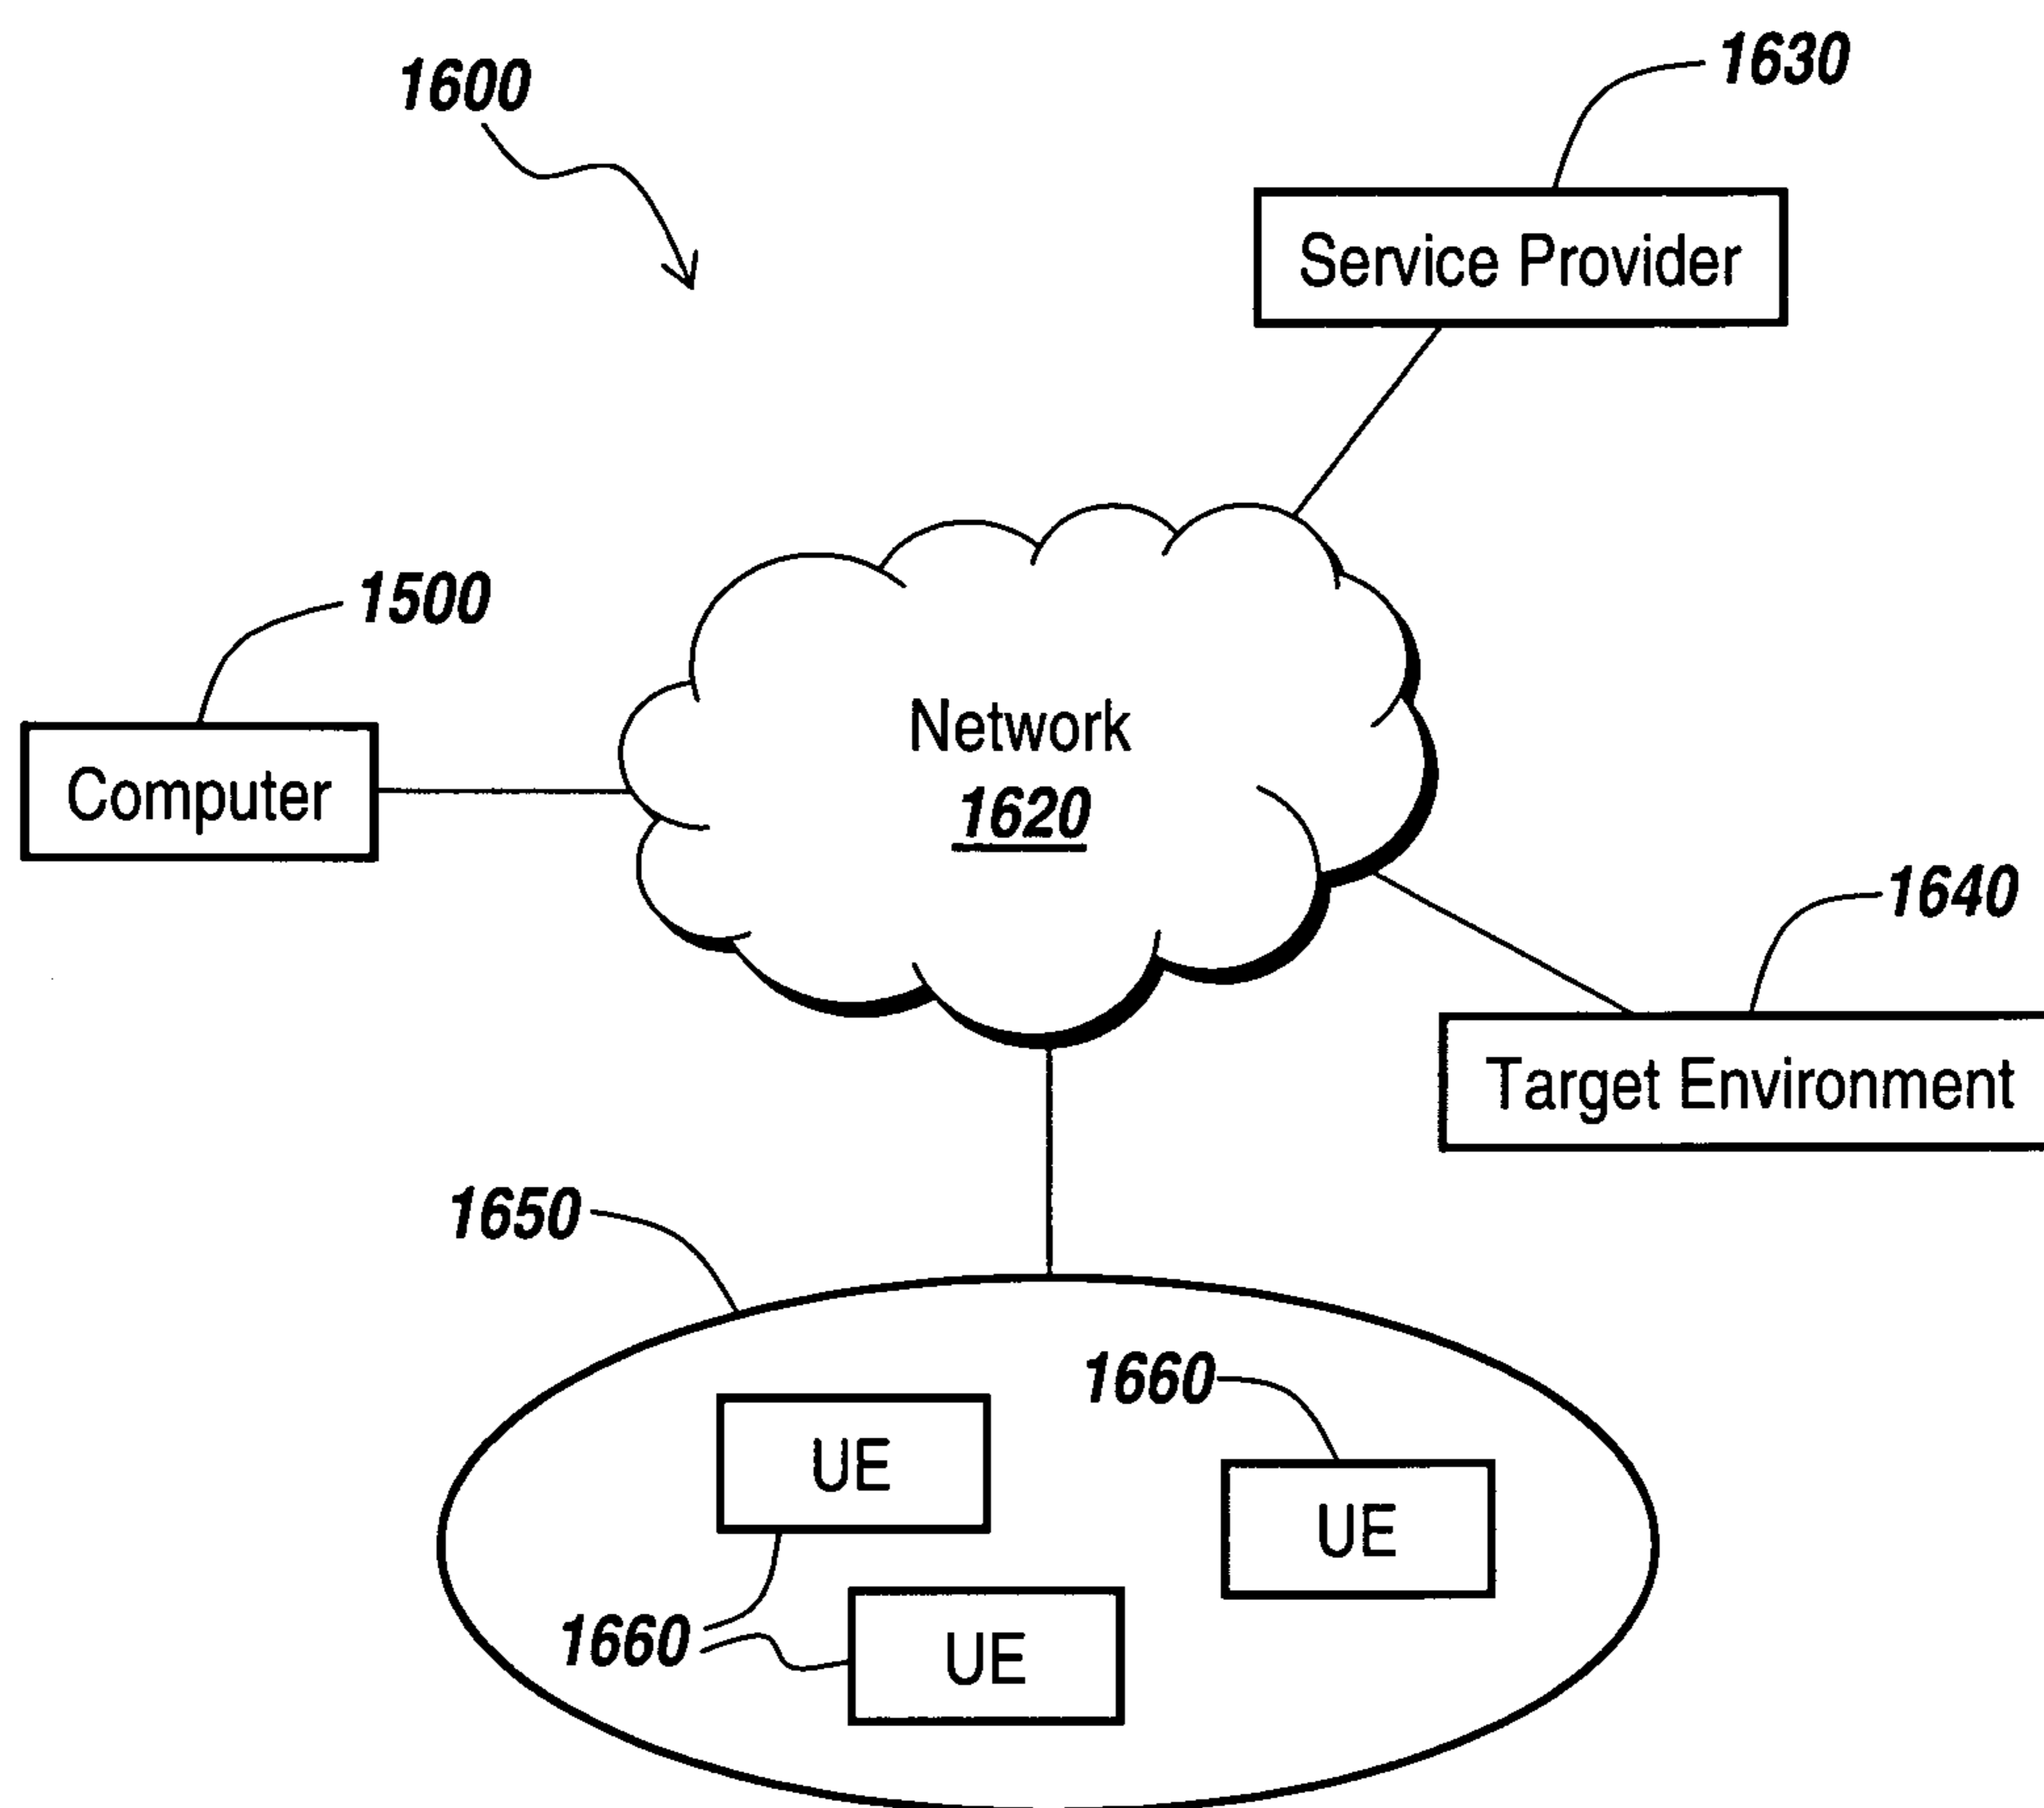 1600
1630
Service Provider
1500
Computer
Network
1620
1640
Target Environment
1650
1660
UE
UE
1660
UE